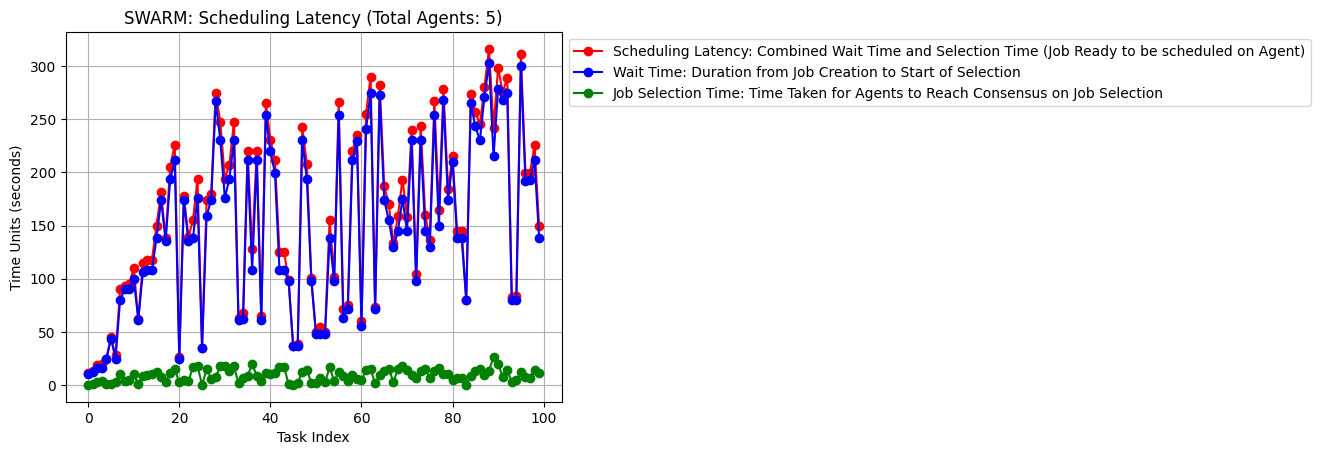 SWARM: Scheduling Latency (Total Agents: 5)
Scheduling Latency: Combined Wait Time and Selection Time (Job Ready to be scheduled on Agent)
Wait Time: Duration from Job Creation to Start of Selection
Job Selection Time: Time Taken for Agents to Reach Consensus on Job Selection
Time Units (seconds)
300
250
200
150
100
50
0
0 20 40 60 80 100
Task Index